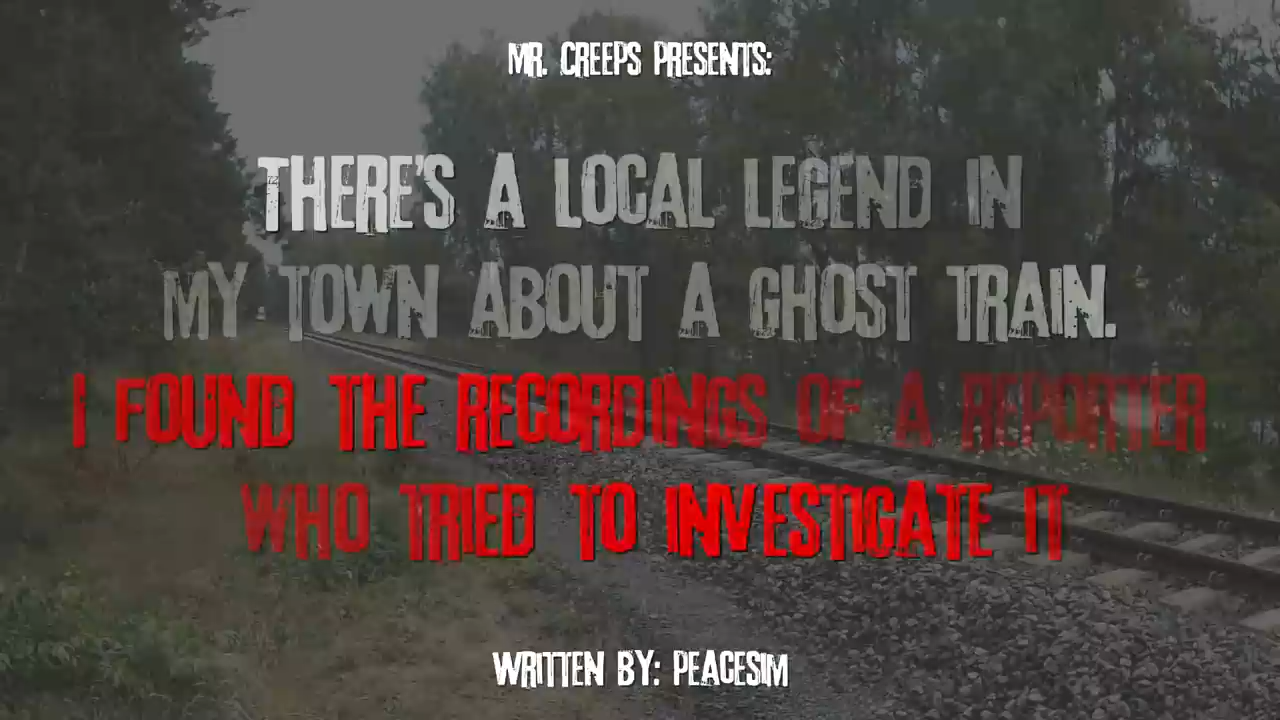 MR. CREEPS PRESENTS:
THERE'S A LOCAL LEGEND IN
MY TOWN ABOUT A GHOST TRAIN.
I FOUND THE RECORDINGS OF A REPORTER
WHO TRIED TO INVESTIGATE IT
WRITTEN BY: PEACESIM